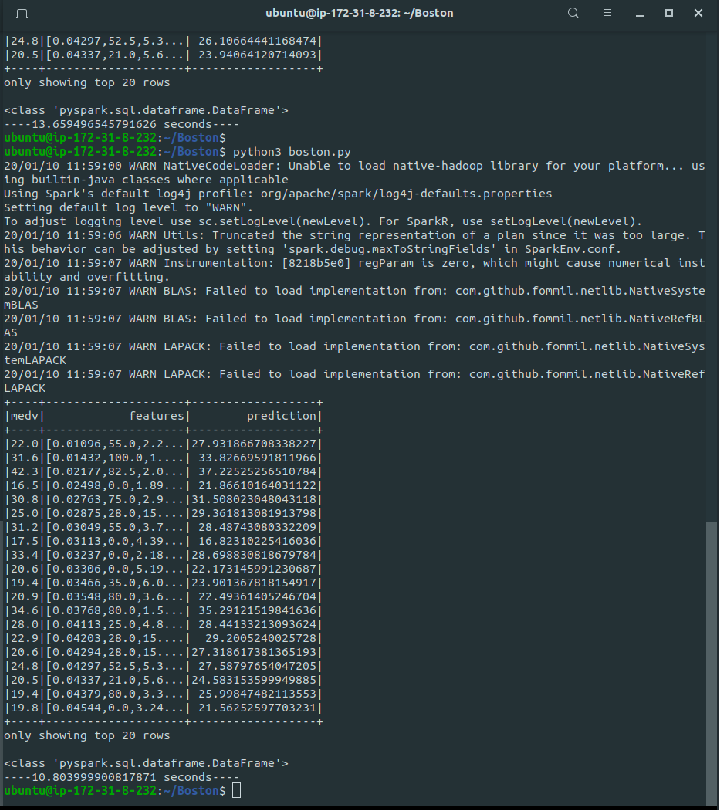 ubuntu@ip-172-31-8-232: ~/Boston
|24.8|[0.04297,52.5,5.3...| 26.10664441168474|
|20.5|[0.04337,21.0,5.6...| 23.94064120714093|
+----+--------------------+------------------+
only showing top 20 rows
<class 'pyspark.sql.dataframe.DataFrame'>
----13.659496545791626 seconds----
ubuntu@ip-172-31-8-232:~/Boston$
ubuntu@ip-172-31-8-232:~/Boston$ python3 boston.py
20/01/10 11:59:00 WARN NativeCodeLoader: Unable to load native-hadoop library for your platform... us
ing builtin-java classes where applicable
Using Spark's default log4j profile: org/apache/spark/log4j-defaults.properties
Setting default log level to "WARN".
To adjust logging level use sc.setLogLevel(newLevel). For SparkR, use setLogLevel(newLevel).
20/01/10 11:59:06 WARN Utils: Truncated the string representation of a plan since it was too large. T
his behavior can be adjusted by setting 'spark.debug.maxToStringFields' in SparkEnv.conf.
20/01/10 11:59:07 WARN Instrumentation: [8218b5e0] regParam is zero, which might cause numerical inst
ability and overfitting.
20/01/10 11:59:07 WARN BLAS: Failed to load implementation from: com.github.fommil.netlib.NativeSyste
mBLAS
20/01/10 11:59:07 WARN BLAS: Failed to load implementation from: com.github.fommil.netlib.NativeRefBL
AS
20/01/10 11:59:07 WARN LAPACK: Failed to load implementation from: com.github.fommil.netlib.NativeSys
temLAPACK
20/01/10 11:59:07 WARN LAPACK: Failed to load implementation from: com.github.fommil.netlib.NativeRef
LAPACK
+----+--------------------+------------------+
|medv|            features|        prediction|
+----+--------------------+------------------+
|22.0|[0.01096,55.0,2.2...|27.931866708338227|
|31.6|[0.01432,100.0,1....| 33.82669591811966|
|42.3|[0.02177,82.5,2.0...| 37.22525256510784|
|16.5|[0.02498,0.0,1.89...| 21.86610164031122|
|30.8|[0.02763,75.0,2.9...|31.508023048043118|
|25.0|[0.02875,28.0,15....|29.361813081913798|
|31.2|[0.03049,55.0,3.7...| 28.48743080332209|
|17.5|[0.03113,0.0,4.39...| 16.82310225416036|
|33.4|[0.03237,0.0,2.18...|28.698830818679784|
|20.6|[0.03306,0.0,5.19...|22.173145991230687|
|19.4|[0.03466,35.0,6.0...|23.901367818154917|
|20.9|[0.03548,80.0,3.6...| 22.49361405246704|
|34.6|[0.03768,80.0,1.5...| 35.29121519841636|
|28.0|[0.04113,25.0,4.8...| 28.44133213093624|
|22.9|[0.04203,28.0,15....|  29.2005240025728|
|20.6|[0.04294,28.0,15....|27.318617381365193|
|24.8|[0.04297,52.5,5.3...| 27.58797654047205|
|20.5|[0.04337,21.0,5.6...|24.583153599949885|
|19.4|[0.04379,80.0,3.3...| 25.99847482113553|
|19.8|[0.04544,0.0,3.24...| 21.56252597703231|
+----+--------------------+------------------+
only showing top 20 rows
<class 'pyspark.sql.dataframe.DataFrame'>
----10.803999900817871 seconds----
ubuntu@ip-172-31-8-232:~/Boston$